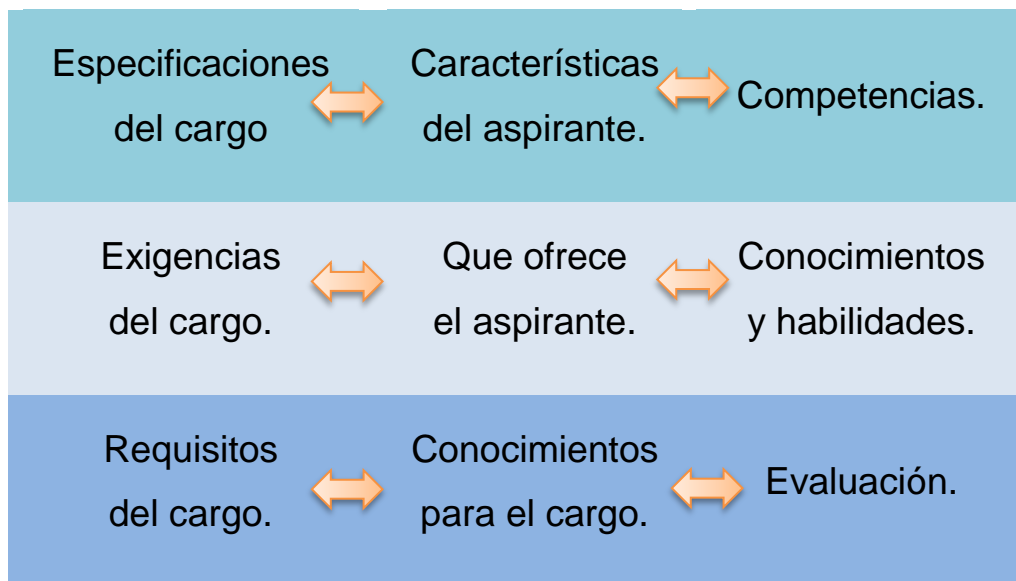 Especificaciones
del cargo
Características
del aspirante.
Competencias.
Exigencias
del cargo.
Que ofrece
el aspirante.
Conocimientos
y habilidades.
Requisitos
del cargo.
Conocimientos
para el cargo.
Evaluación.